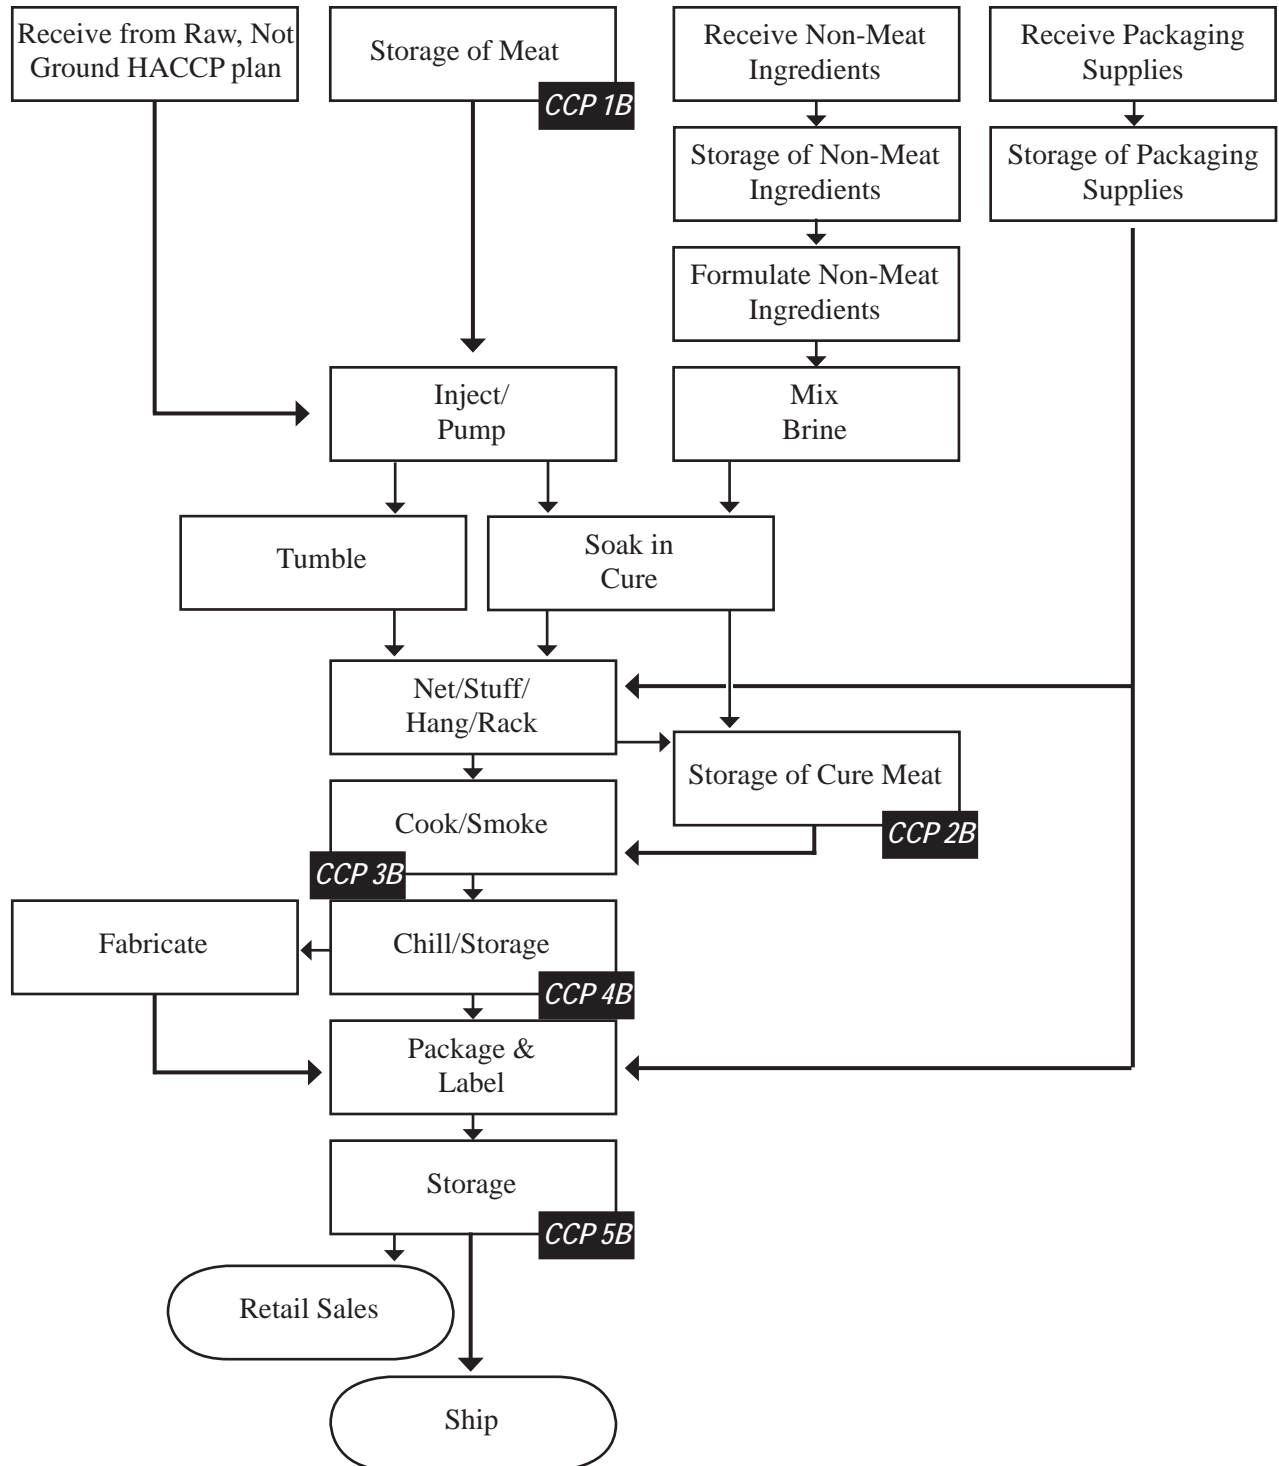 Receive from Raw, Not
Ground HACCP plan
Storage of Meat
CCP 1B
Receive Non-Meat
Ingredients
Receive Packaging
Supplies
Storage of Non-Meat
Ingredients
Storage of Packaging
Supplies
Formulate Non-Meat
Ingredients
Inject/
Pump
Mix
Brine
Tumble
Soak in
Cure
Net/Stuff/
Hang/Rack
Storage of Cure Meat
CCP 2B
Cook/Smoke
CCP 3B
Fabricate
Chill/Storage
CCP 4B
Package &
Label
Storage
CCP 5B
Retail Sales
Ship